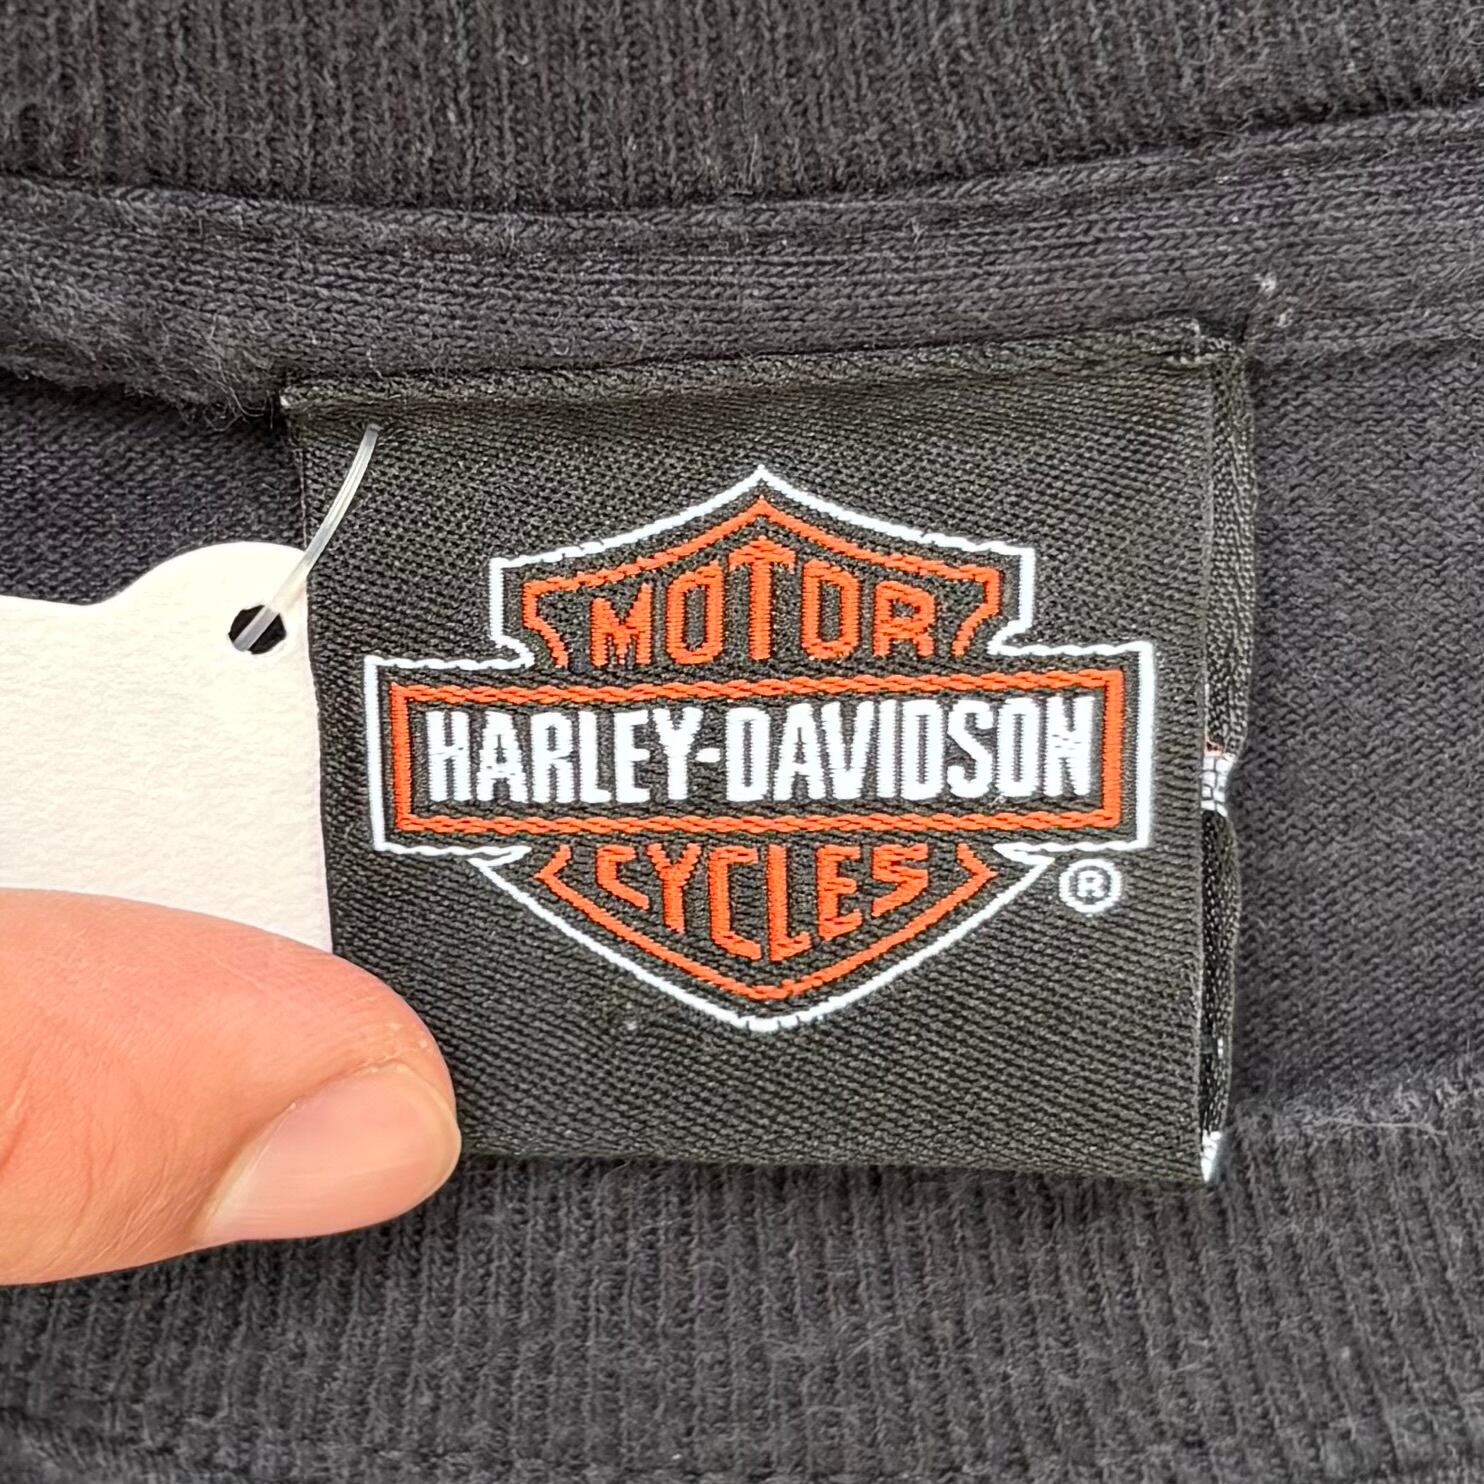 MOTOR
HARLEY-DAVIDSON
CYCLES
®